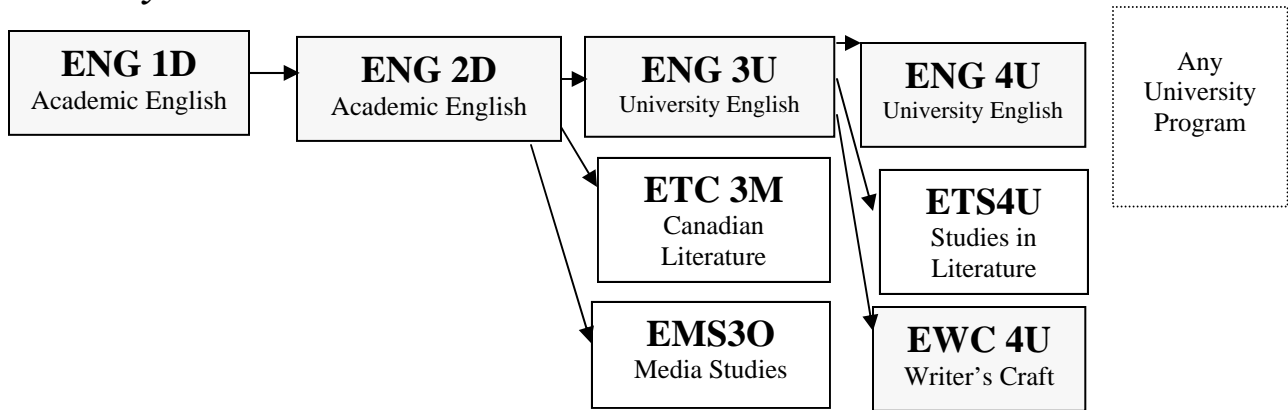 ENG 1D
Academic English
ENG 2D
Academic English
ENG 3U
University English
ENG 4U
University English
Any
University
Program
ETC 3M
Canadian
Literature
ETS4U
Studies in
Literature
EMS3O
Media Studies
EWC 4U
Writer’s Craft